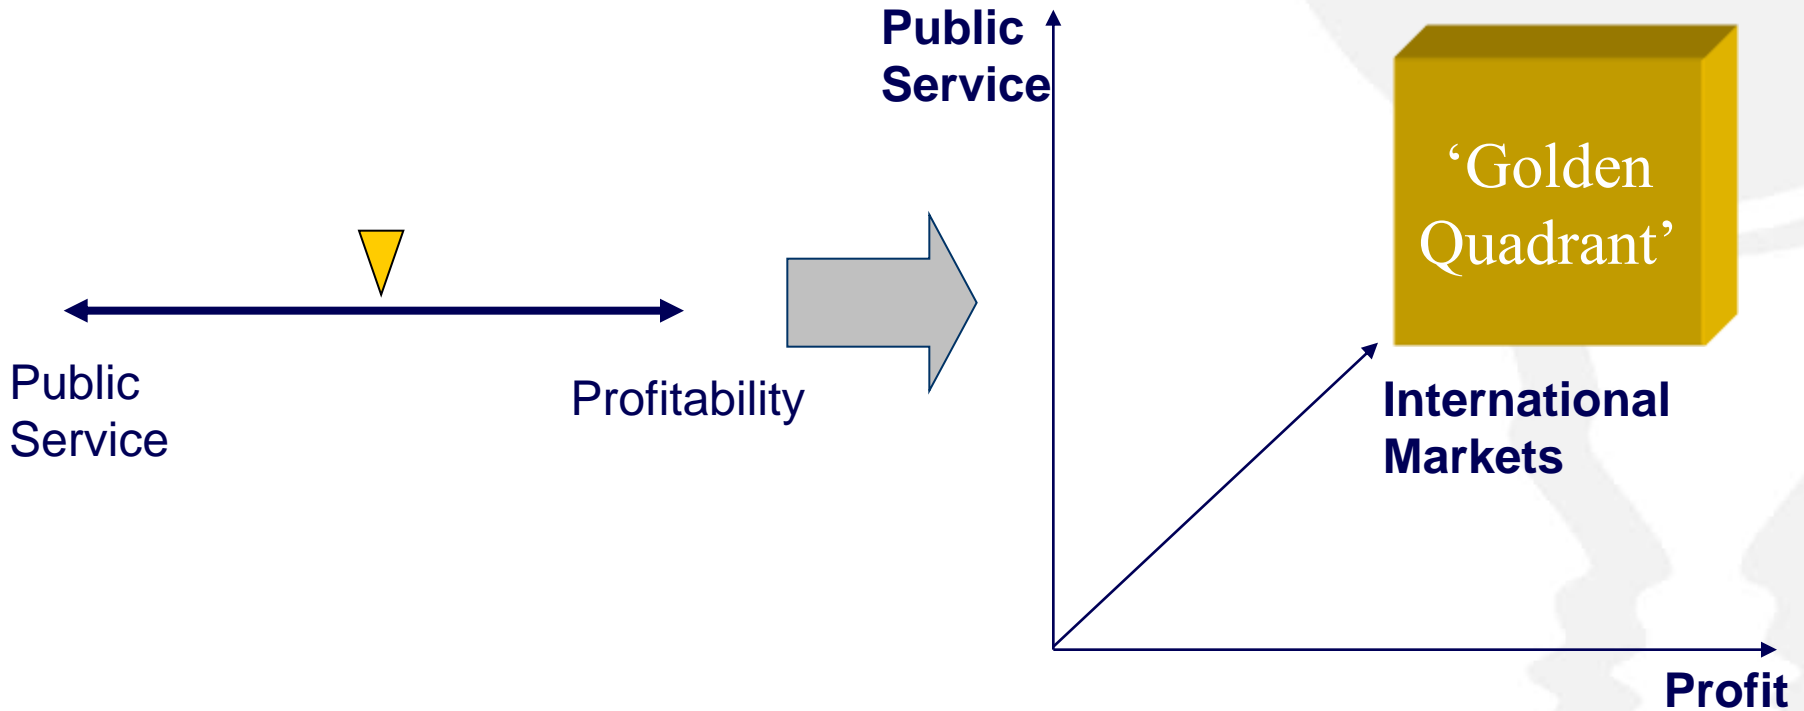 Public
Service
Profitability
Public
Service
‘Golden
Quadrant’
International
Markets
Profit